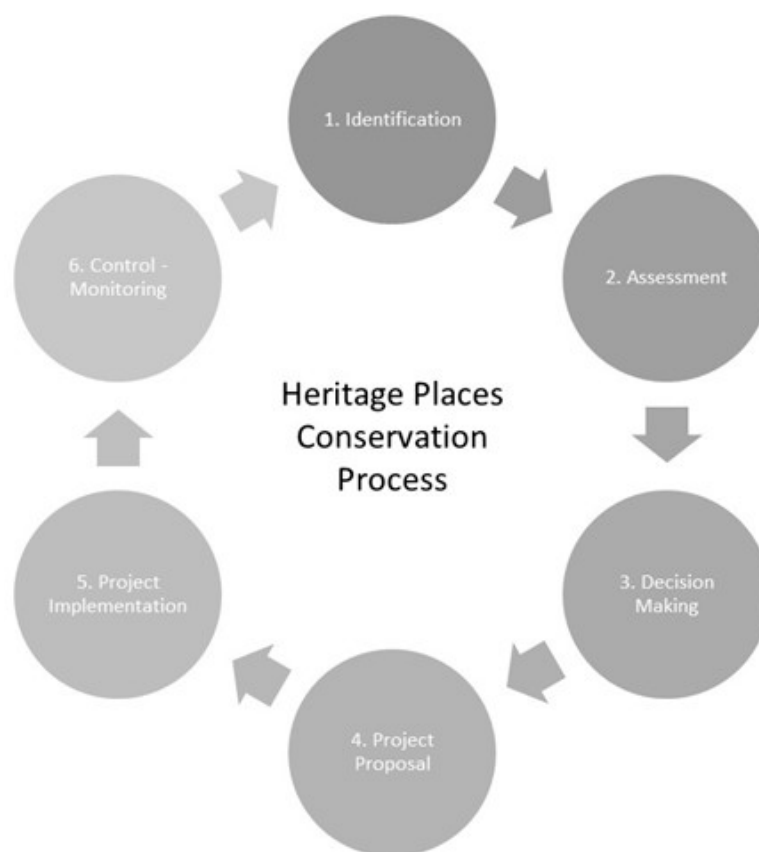 1. Identification
2. Assessment
3. Decision
Making
4. Project
Proposal
5. Project
Implementation
6. Control -
Monitoring
Heritage Places
Conservation
Process